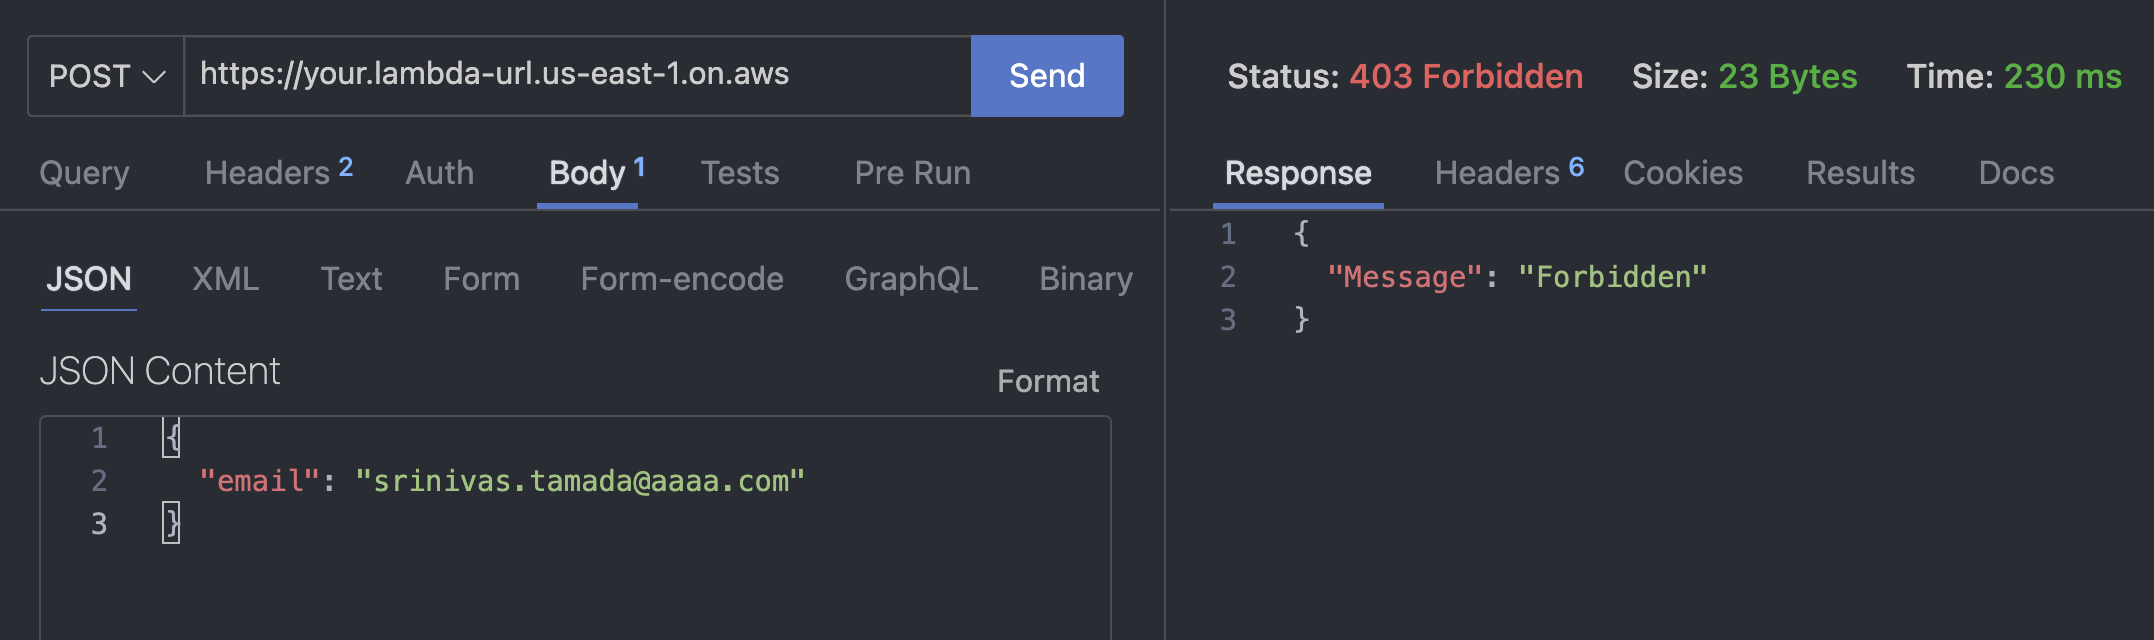 POST https://your.lambda-url.us-east-1.on.aws Send
Query Headers 2 Auth Body 1 Tests Pre Run
JSON XML Text Form Form-encode GraphQL Binary
JSON Content Format
1 {
2 "email": "srinivas.tamada@aaaa.com"
3 }
Status: 403 Forbidden Size: 23 Bytes Time: 230 ms
Response Headers 6 Cookies Results Docs
1 {
2 "Message": "Forbidden"
3 }